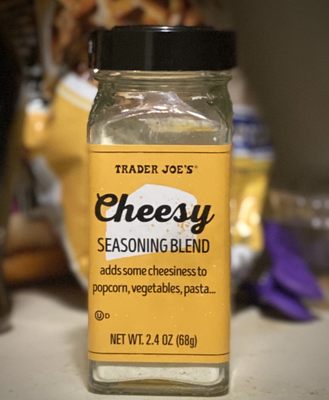 TRADER JOE'S®
Cheesy
SEASONING BLEND
adds some cheesiness to
popcorn, vegetables, pasta...
U D
NET WT. 2.4 OZ (68g)